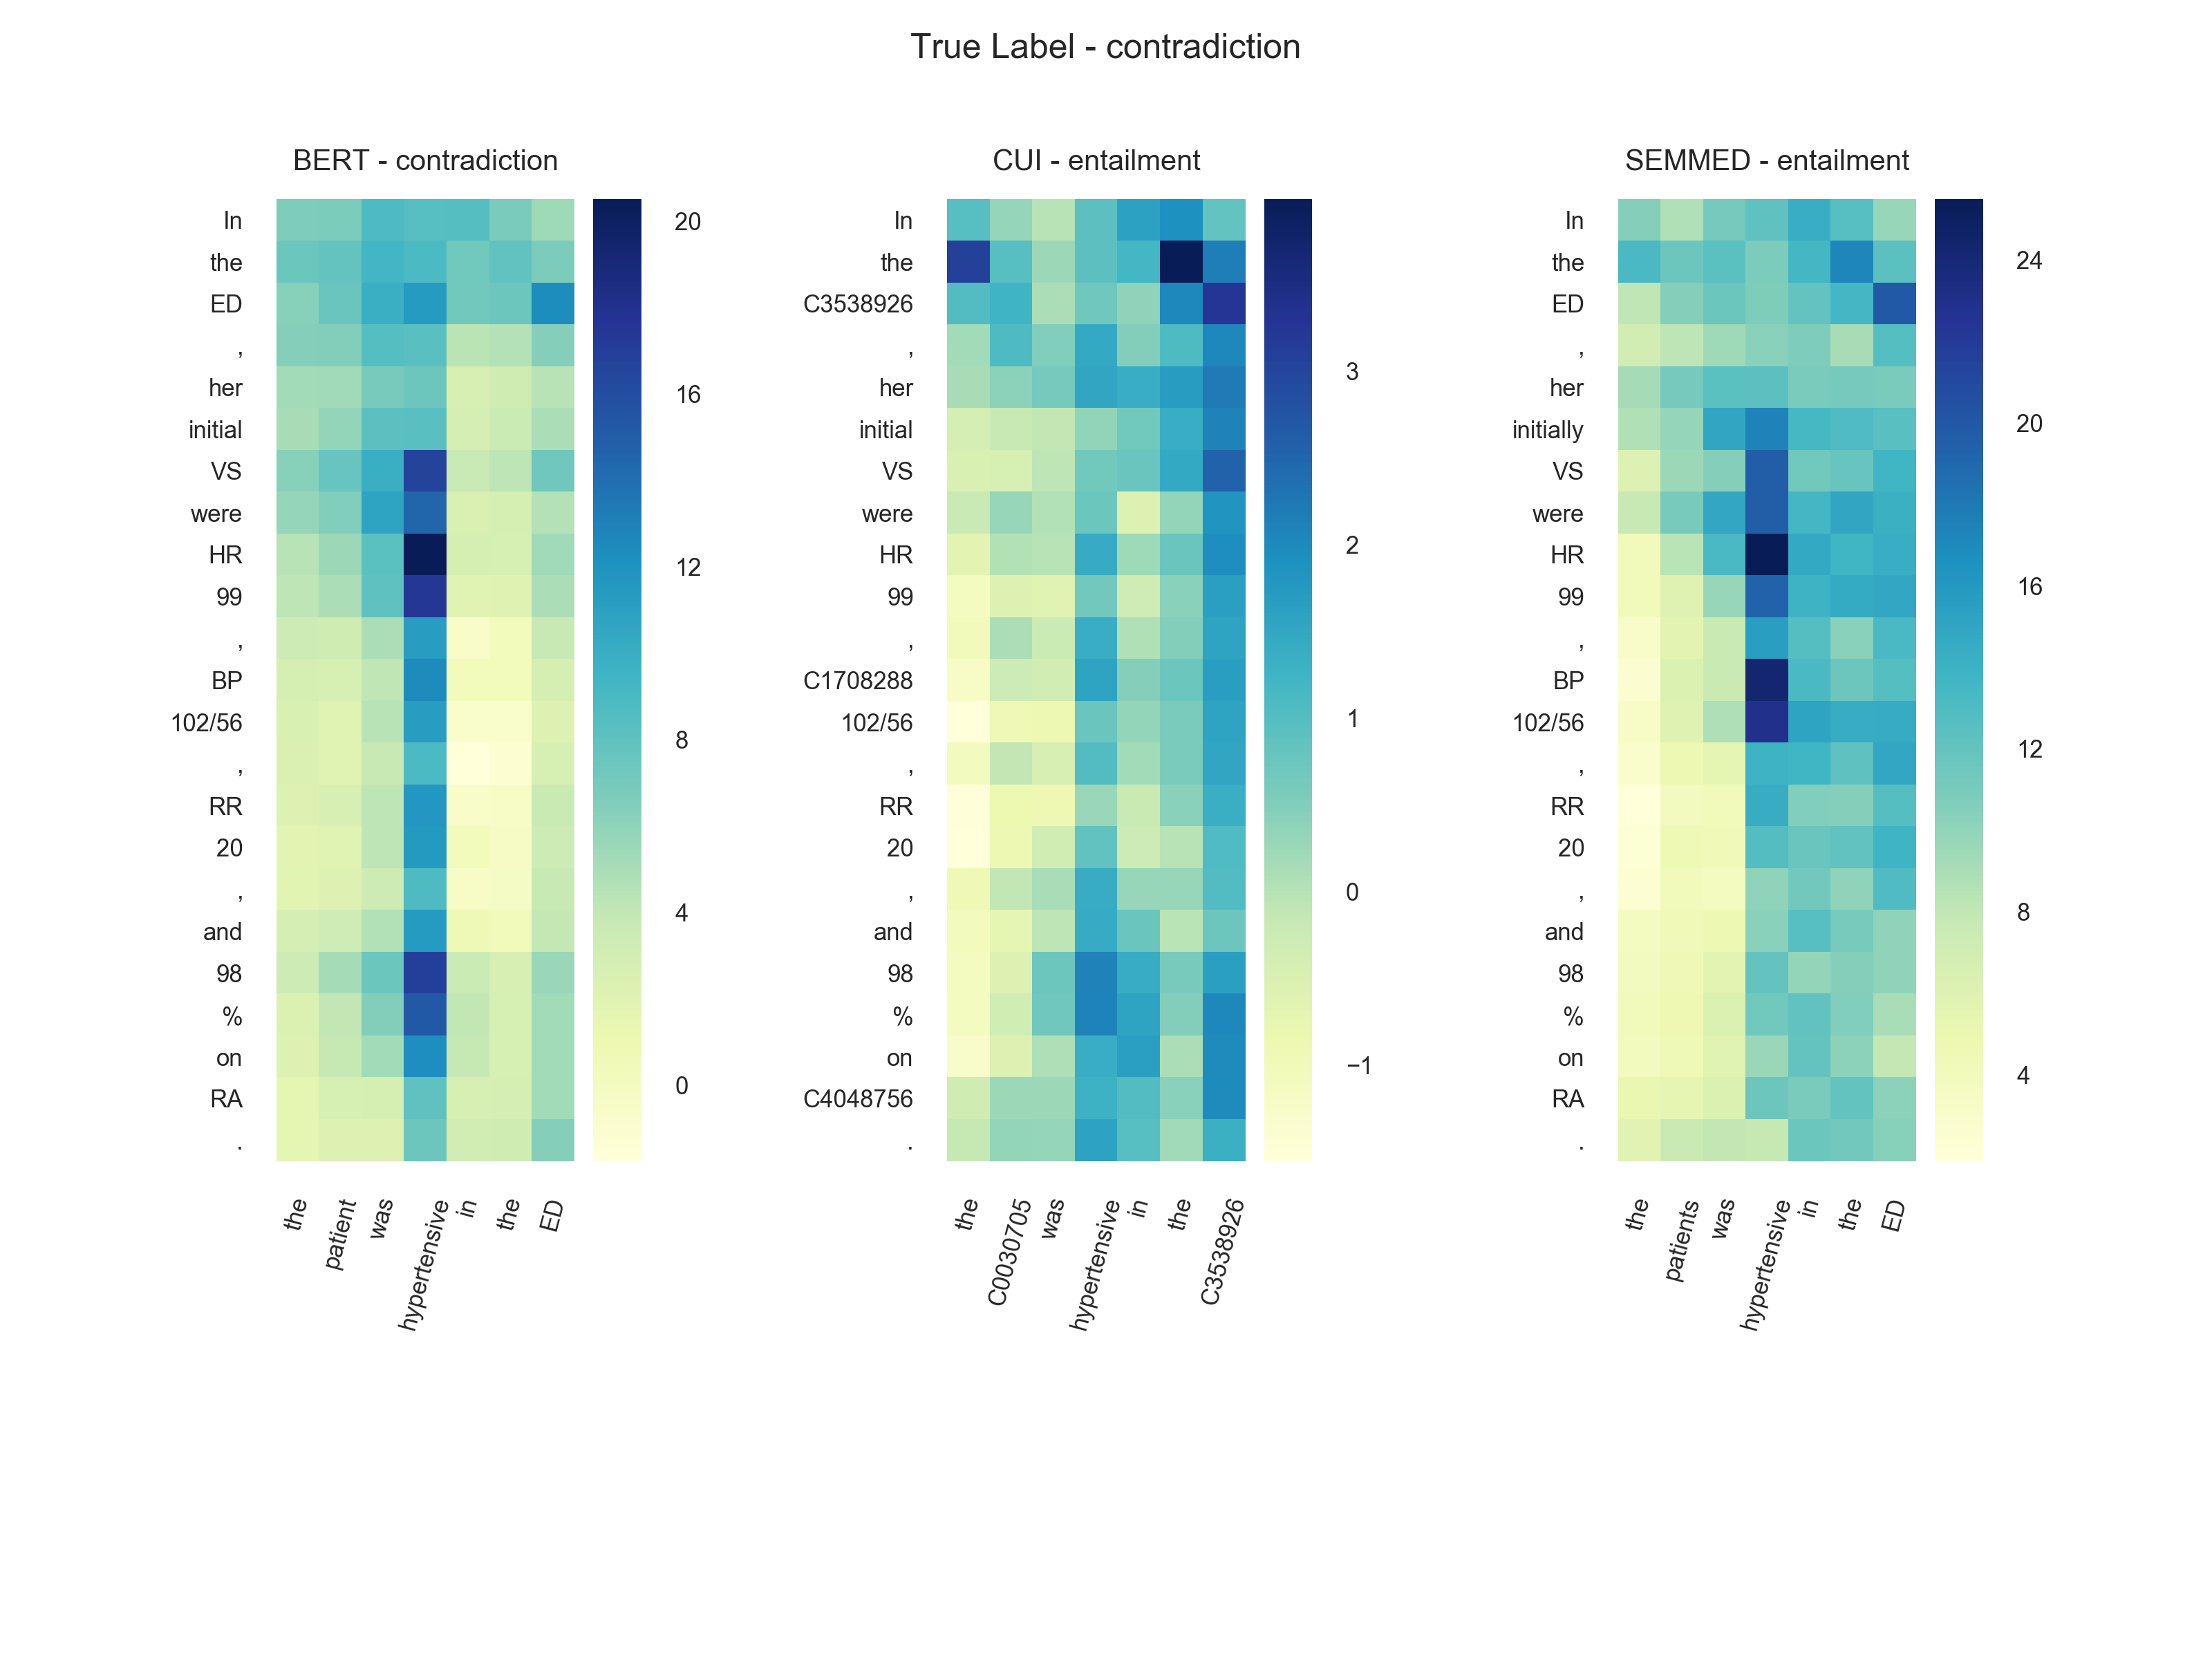 True Label - contradiction
BERT - contradiction
In
the
ED
,
her
initial
VS
were
HR
99
,
BP
102/56
,
RR
20
,
and
98
%
on
RA
.
20
16
12
8
4
0
the
patient
was
hypertensive
in
the
ED
CUI - entailment
In
the
C3538926
,
her
initial
VS
were
HR
99
,
C1708288
102/56
,
RR
20
,
and
98
%
on
C4048756
.
3
2
1
0
−1
the
C0030705
was
hypertensive
in
the
C3538926
SEMMED - entailment
In
the
ED
,
her
initially
VS
were
HR
99
,
BP
102/56
,
RR
20
,
and
98
%
on
RA
.
24
20
16
12
8
4
the
patients
was
hypertensive
in
the
ED